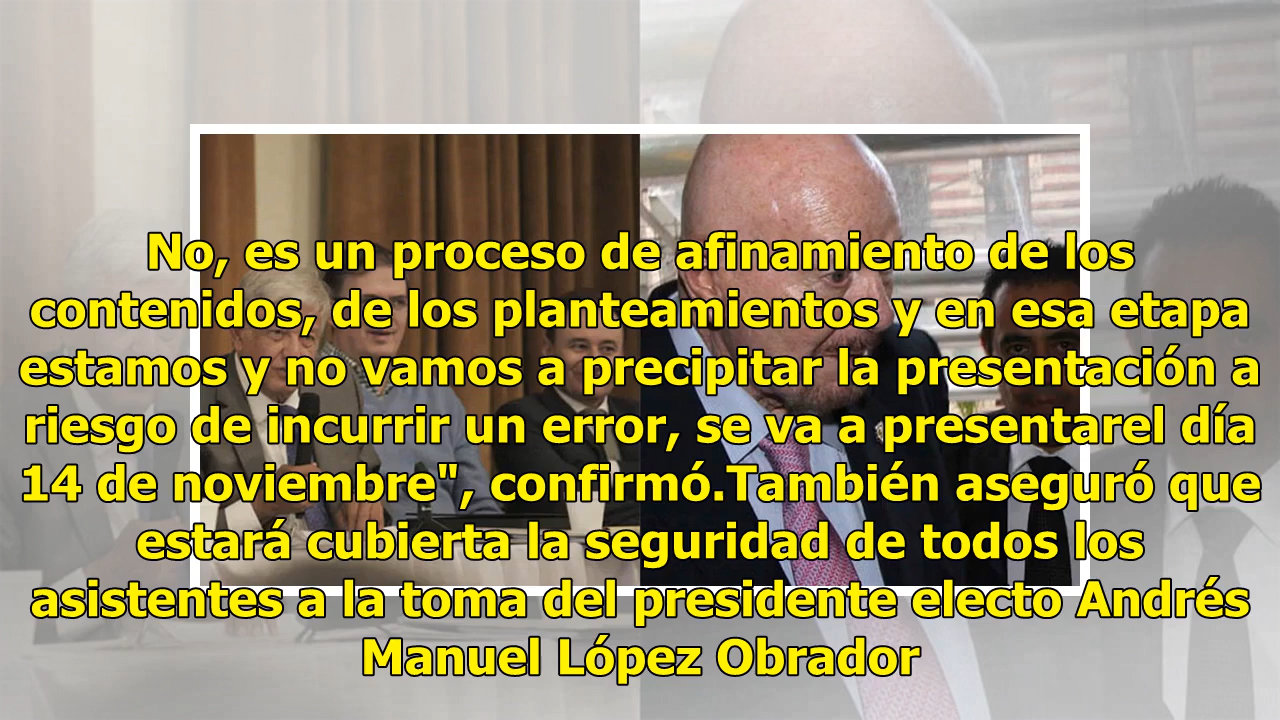 No, es un proceso de afinamiento de los
contenidos, de los planteamientos y en esa etapa
estamos y no vamos a precipitar la presentación a
riesgo de incurrir un error, se va a presentarel día
14 de noviembre", confirmó.También aseguró que
estará cubierta la seguridad de todos los
asistentes a la toma del presidente electo Andrés
Manuel López Obrador